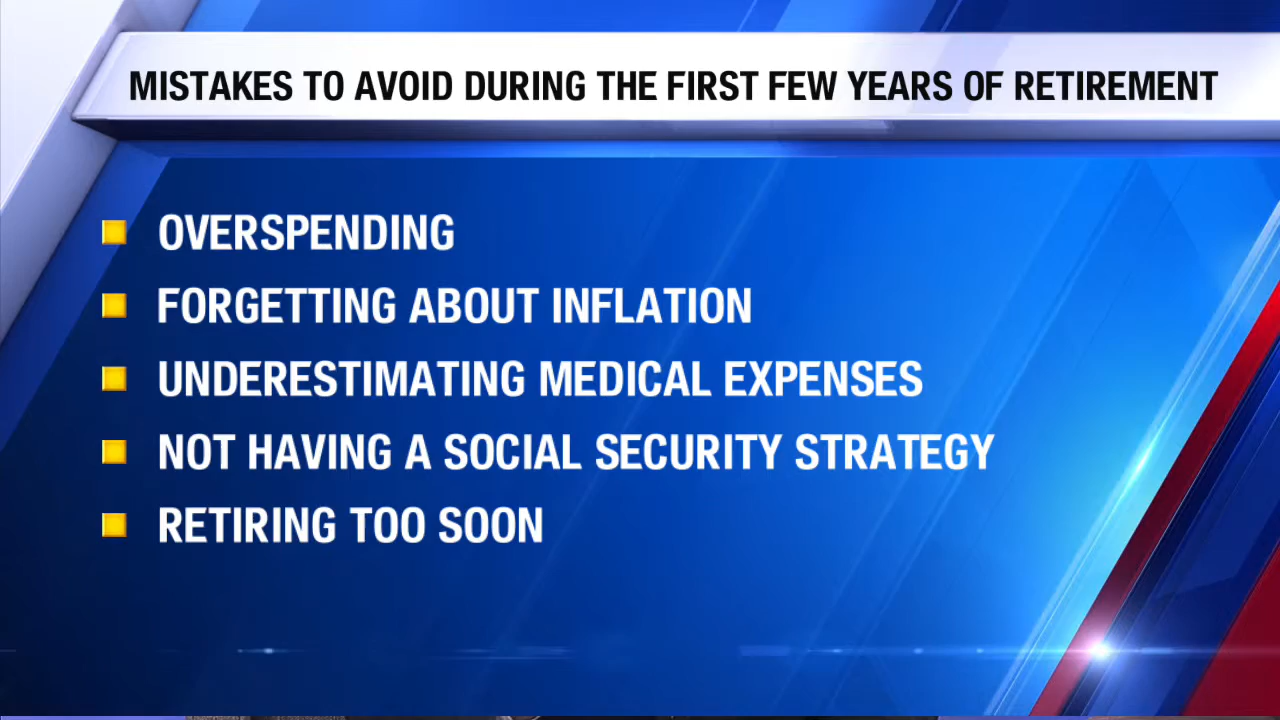 MISTAKES TO AVOID DURING THE FIRST FEW YEARS OF RETIREMENT
OVERSPENDING
FORGETTING ABOUT INFLATION
UNDERESTIMATING MEDICAL EXPENSES
NOT HAVING A SOCIAL SECURITY STRATEGY
RETIRING TOO SOON